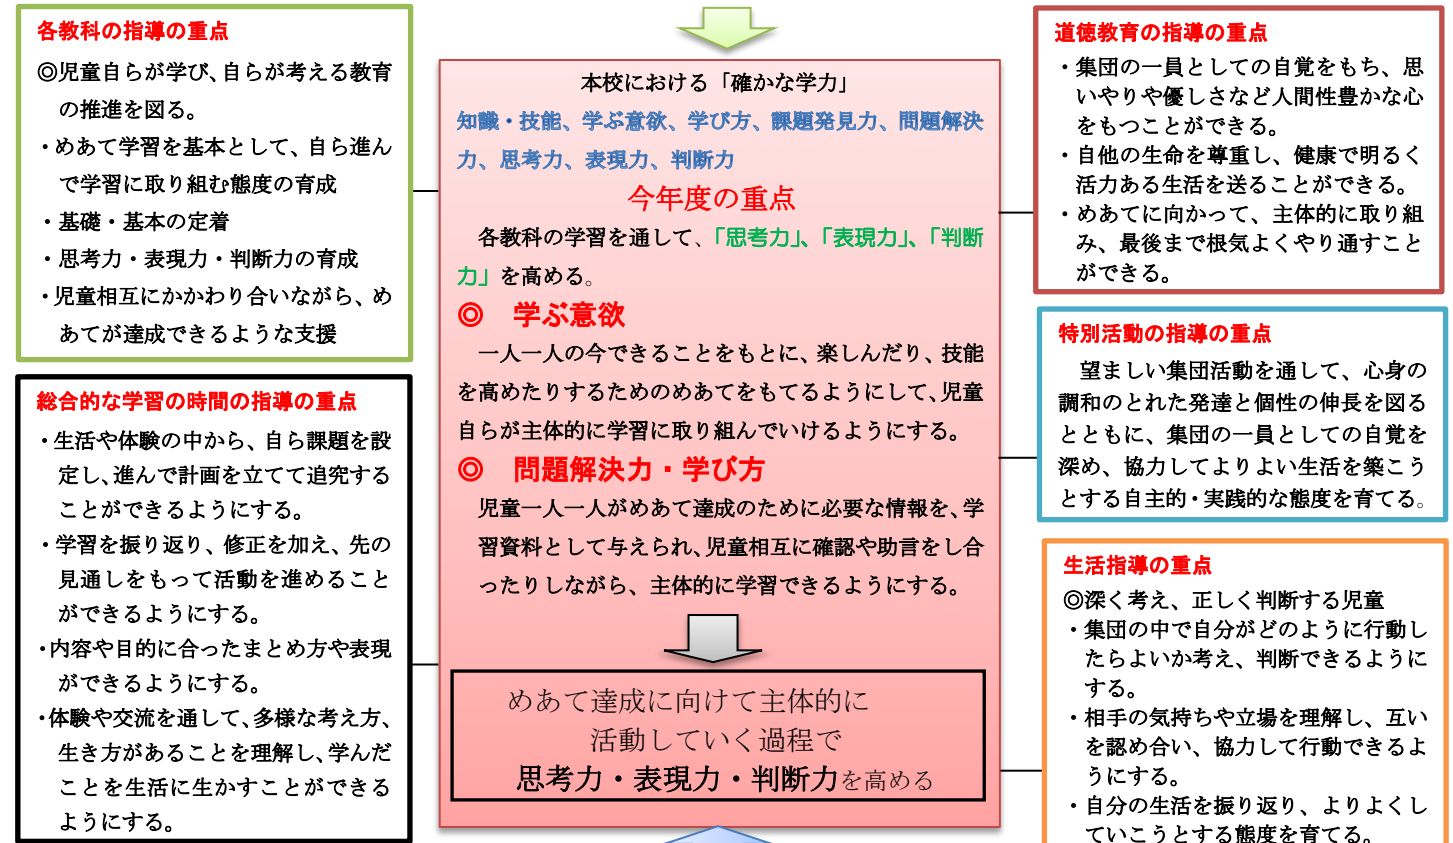 各教科の指導の重点
◎児童自らが学び、自らが考える教育
の推進を図る。
・めあて学習を基本として、自ら進ん
で学習に取り組む態度の育成
・基礎・基本の定着
・思考力・表現力・判断力の育成
・児童相互にかかわり合いながら、め
あてが達成できるような支援
総合的な学習の時間の指導の重点
・生活や体験の中から、自ら課題を設
定し、進んで計画を立てて追究する
ことができるようにする。
・学習を振り返り、修正を加え、先の
見通しをもって活動を進めること
ができるようにする。
・内容や目的に合ったまとめ方や表現
ができるようにする。
・体験や交流を通して、多様な考え方、
生き方があることを理解し、学んだ
ことを生活に生かすことができる
ようにする。
本校における「確かな学力」
知識・技能、学ぶ意欲、学び方、課題発見力、問題解決
力、思考力、表現力、判断力
今年度の重点
各教科の学習を通して、「思考力」、「表現力」、「判断
力」を高める。
◎ 学ぶ意欲
一人一人の今できることをもとに、楽しんだり、技能
を高めたりするためのめあてをもてるようにして、児童
自らが主体的に学習に取り組んでいけるようにする。
◎ 問題解決力・学び方
児童一人一人がめあて達成のために必要な情報を、学
習資料として与えられ、児童相互に確認や助言をし合
ったりしながら、主体的に学習できるようにする。
めあて達成に向けて主体的に
活動していく過程で
思考力・表現力・判断力を高める
道徳教育の指導の重点
・集団の一員としての自覚をもち、思
いやりや優しさなど人間性豊かな心
をもつことができる。
・自他の生命を尊重し、健康で明るく
活力ある生活を送ることができる。
・めあてに向かって、主体的に取り組
み、最後まで根気よくやり通すこと
ができる。
特別活動の指導の重点
望ましい集団活動を通して、心身の
調和のとれた発達と個性の伸長を図る
とともに、集団の一員としての自覚を
深め、協力してよりよい生活を築こう
とする自主的・実践的な態度を育てる。
生活指導の重点
◎深く考え、正しく判断する児童
・集団の中で自分がどのように行動し
たらよいか考え、判断できるように
する。
・相手の気持ちや立場を理解し、互い
を認め合い、協力して行動できるよ
うにする。
・自分の生活を振り返り、よりよくし
ていこうとする態度を育てる。